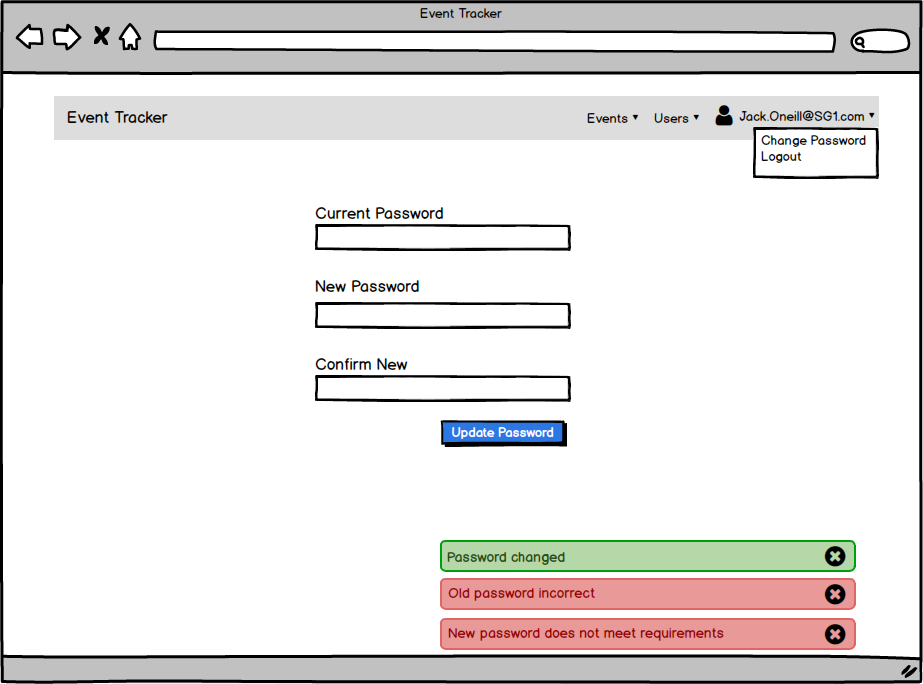 Event Tracker
Event Tracker
Events ▾ Users ▾ Jack.Oneill@SG1.com ▾
Change Password
Logout
Current Password
New Password
Confirm New
Update Password
Password changed
Old password incorrect
New password does not meet requirements